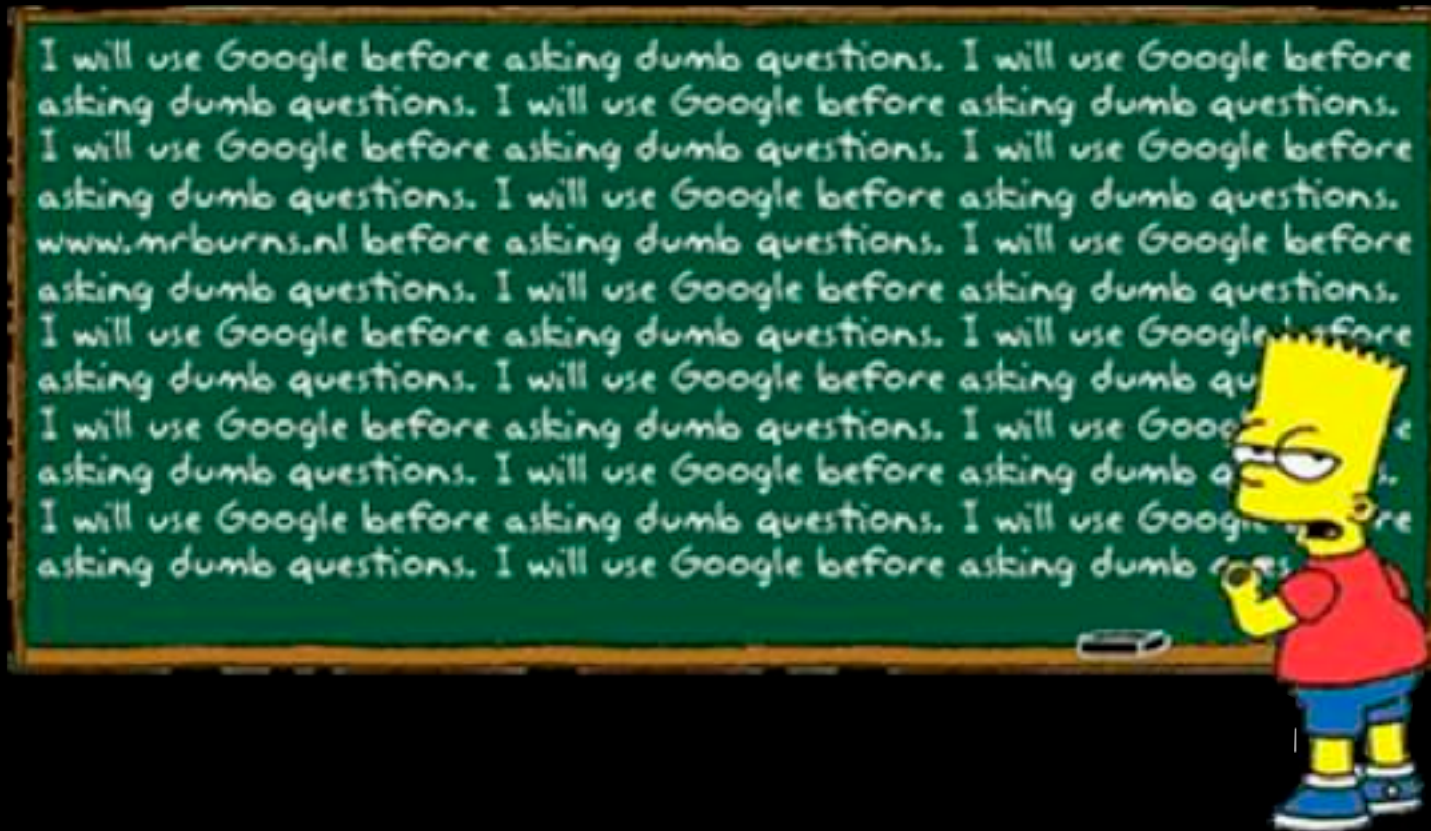 I will use Google before asking dumb questions. I will use Google before
asking dumb questions. I will use Google before asking dumb questions.
I will use Google before asking dumb questions. I will use Google before
asking dumb questions. I will use Google before asking dumb questions.
www.mrburns.nl before asking dumb questions. I will use Google before
asking dumb questions. I will use Google before asking dumb questions.
I will use Google before asking dumb questions. I will use Google before
asking dumb questions. I will use Google before asking dumb qu
I will use Google before asking dumb questions. I will use Goog e
asking dumb questions. I will use Google before asking dumb q s.
I will use Google before asking dumb questions. I will use Googl re
asking dumb questions. I will use Google before asking dumb es